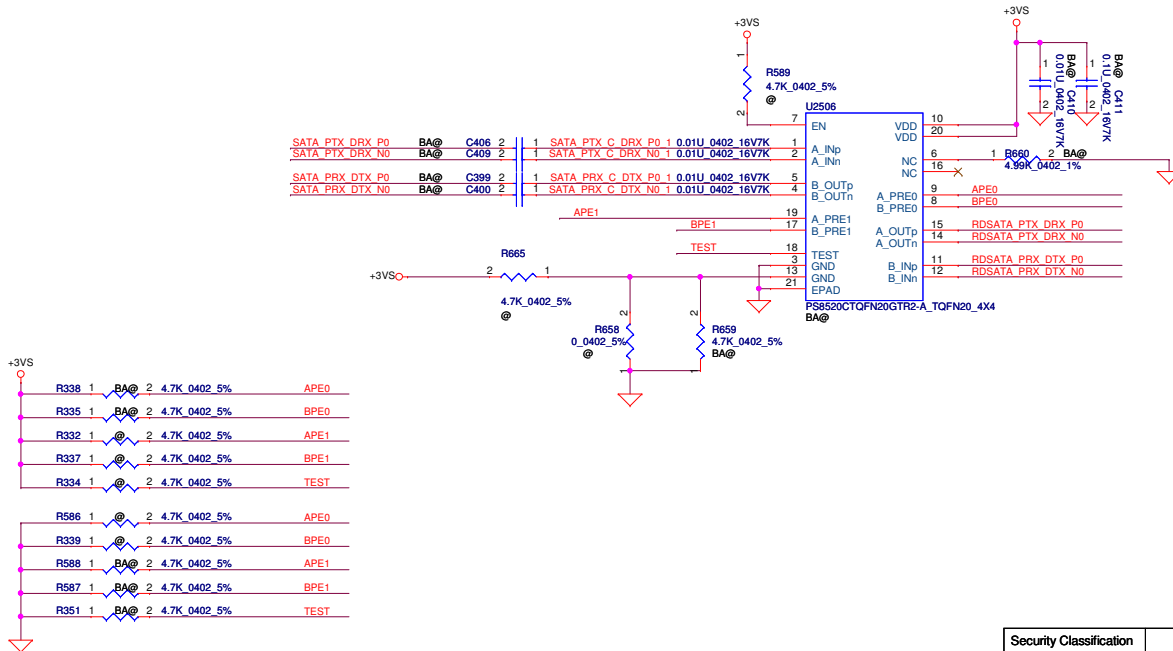 +3VS
+3VS
1
R589
4.7K_0402_5%
@
2
1
BA@ C410
0.01U_0402_16V7K
2
1
BA@ C411
0.1U_0402_16V7K
2
U2506
7 EN
VDD 10
VDD 20
SATA_PTX_DRX_P0 BA@ C406 2 1 SATA_PTX_C_DRX_P0_1 0.01U_0402_16V7K 1 A_INp
SATA_PTX_DRX_N0 BA@ C409 2 1 SATA_PTX_C_DRX_N0_1 0.01U_0402_16V7K 2 A_INn
NC 6 1 R660 2 BA@
4.99K_0402_1%
NC 16
SATA_PRX_DTX_P0 BA@ C399 2 1 SATA_PRX_C_DTX_P0_1 0.01U_0402_16V7K 5 B_OUTp
SATA_PRX_DTX_N0 BA@ C400 2 1 SATA_PRX_C_DTX_N0_1 0.01U_0402_16V7K 4 B_OUTn
A_PRE0 9 APE0
B_PRE0 8 BPE0
APE1 19 A_PRE1
BPE1 17 B_PRE1
A_OUTp 15 RDSATA_PTX_DRX_P0
A_OUTn 14 RDSATA_PTX_DRX_N0
TEST 18 TEST
3 GND
13 GND
21 EPAD
B_INp 11 RDSATA_PRX_DTX_P0
B_INn 12 RDSATA_PRX_DTX_N0
PS8520CTQFN20GTR2-A_TQFN20_4X4
BA@
R665
+3VS 2 1
4.7K_0402_5%
@
2
R658
0_0402_5%
@
1
2
R659
4.7K_0402_5%
BA@
1
+3VS
R338 1 BA@ 2 4.7K_0402_5% APE0
R335 1 BA@ 2 4.7K_0402_5% BPE0
R332 1 @ 2 4.7K_0402_5% APE1
R337 1 @ 2 4.7K_0402_5% BPE1
R334 1 @ 2 4.7K_0402_5% TEST
R586 1 @ 2 4.7K_0402_5% APE0
R339 1 @ 2 4.7K_0402_5% BPE0
R588 1 BA@ 2 4.7K_0402_5% APE1
R587 1 BA@ 2 4.7K_0402_5% BPE1
R351 1 BA@ 2 4.7K_0402_5% TEST
Security Classification